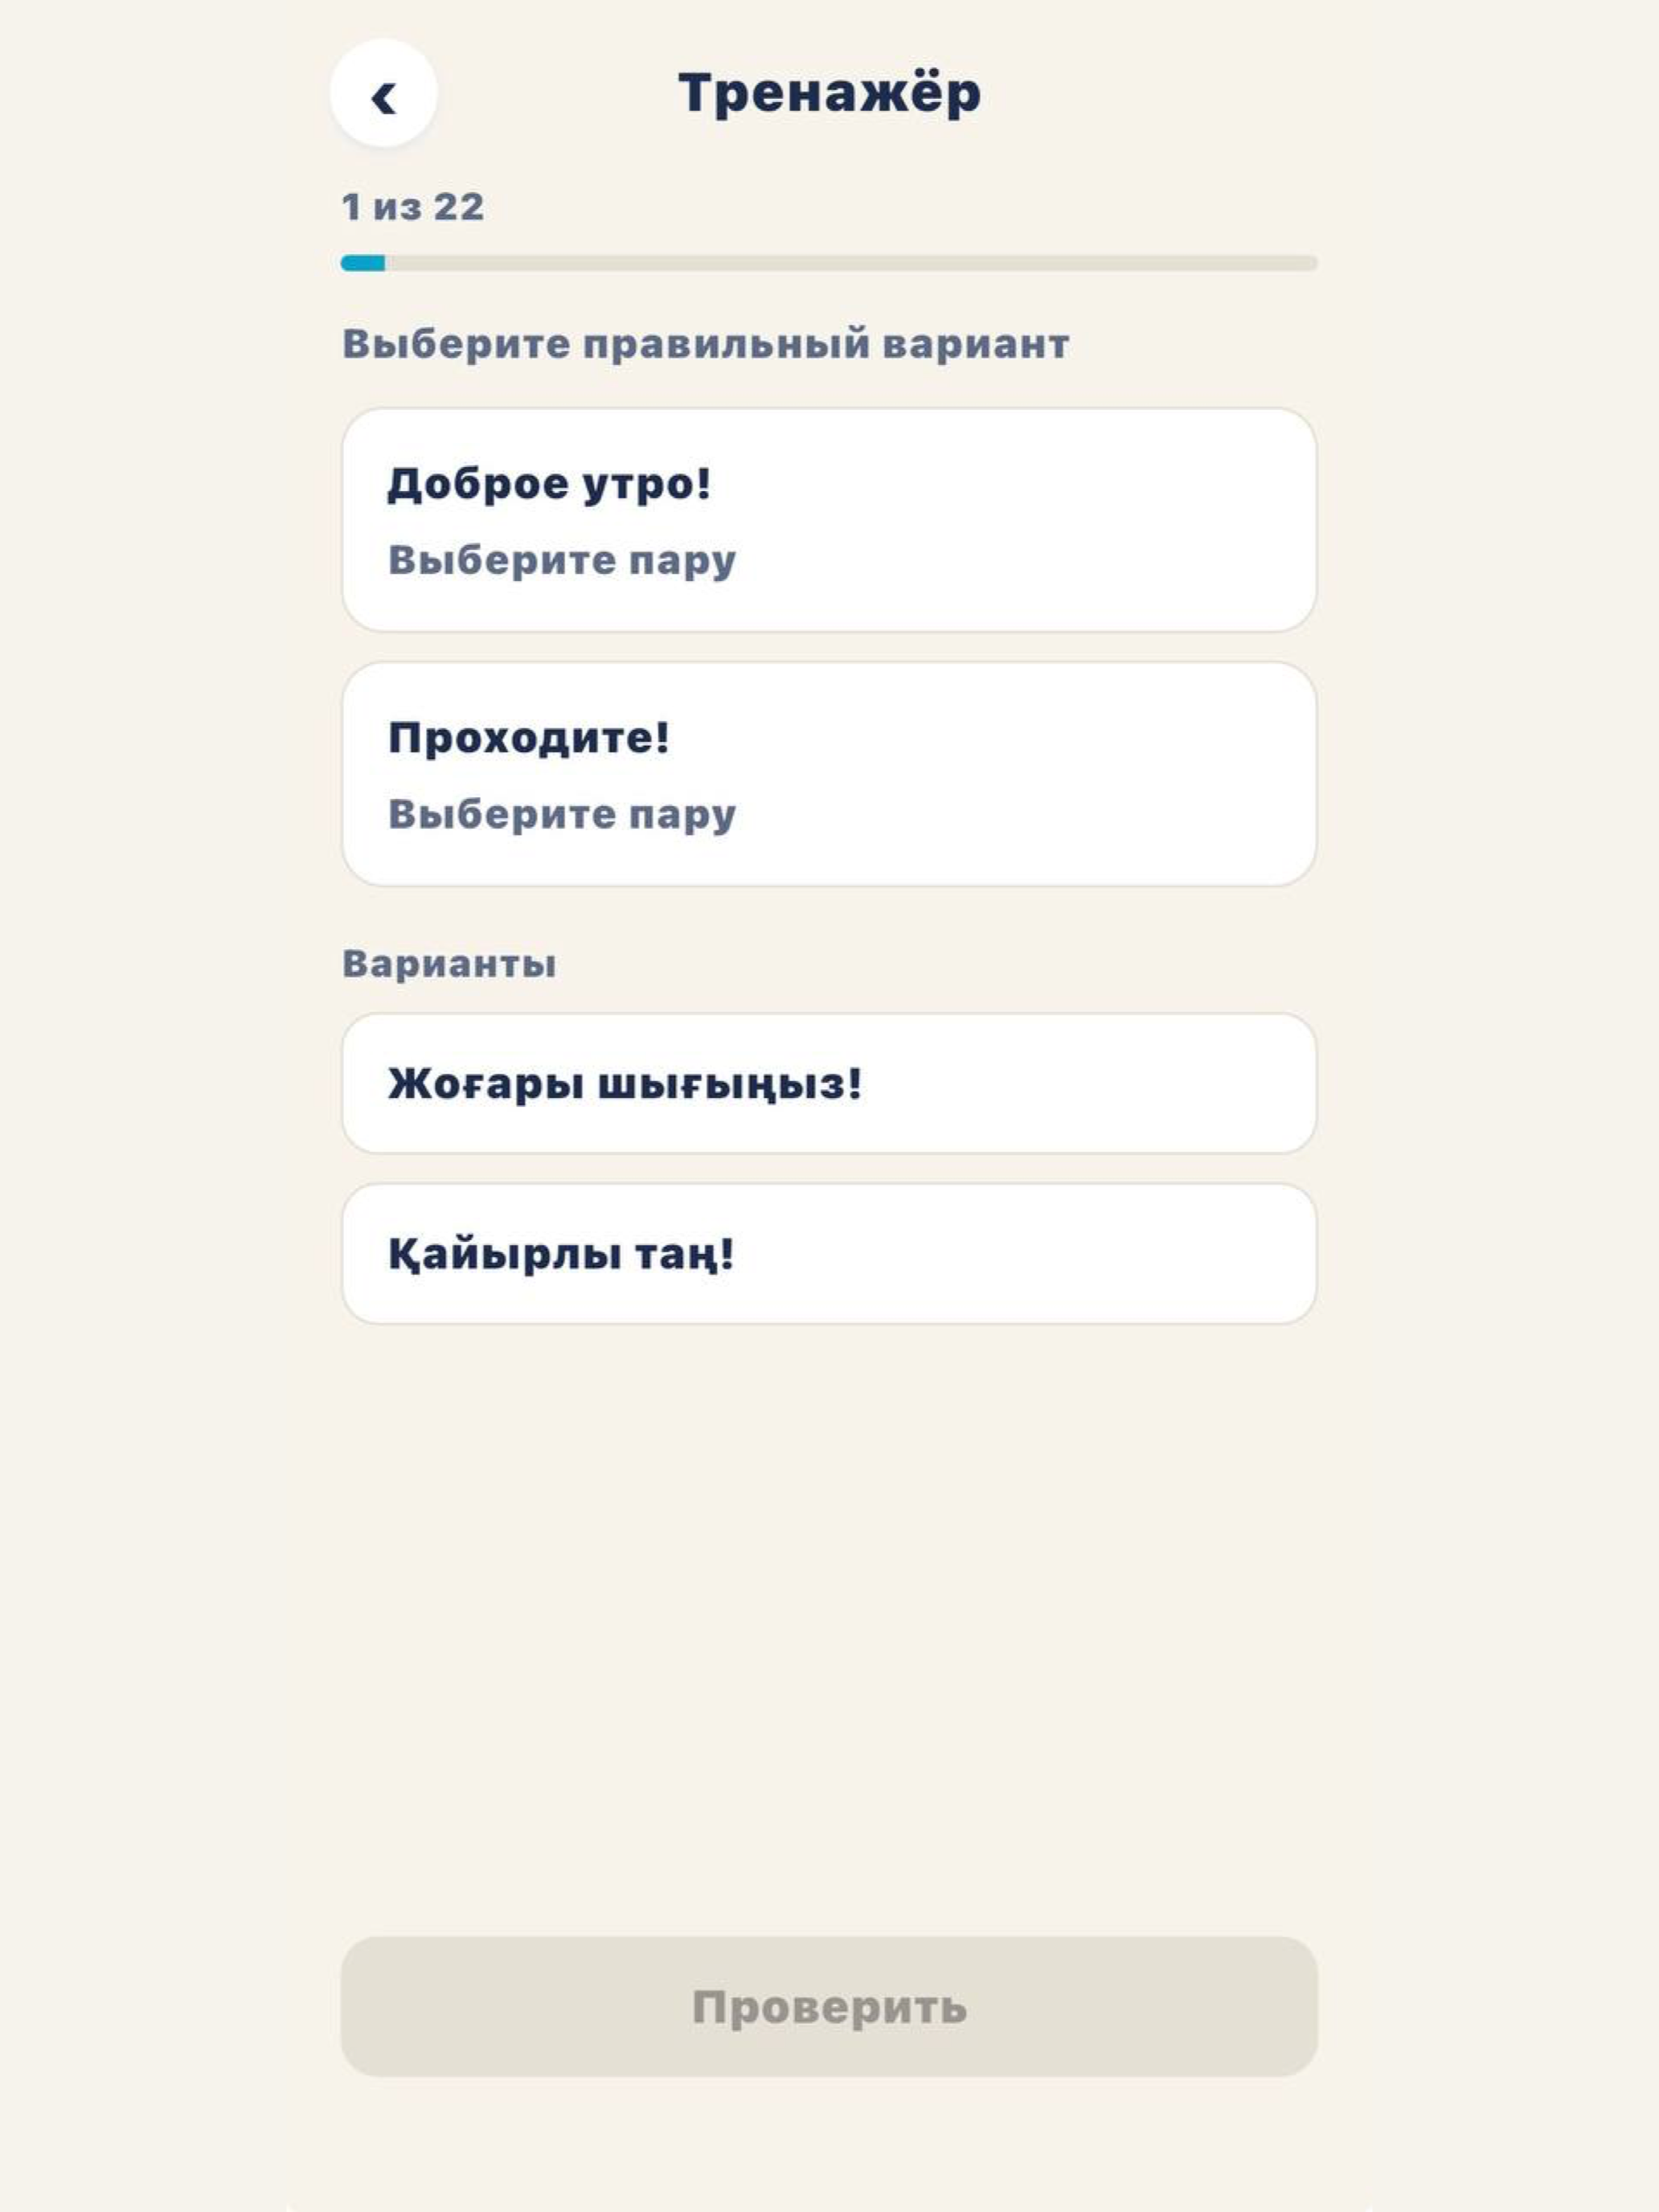 Тренажёр
1 из 22
Выберите правильный вариант
Доброе утро!
Выберите пару
Проходите!
Выберите пару
Варианты
Жоғары шығыңыз!
Қайырлы таң!
Проверить